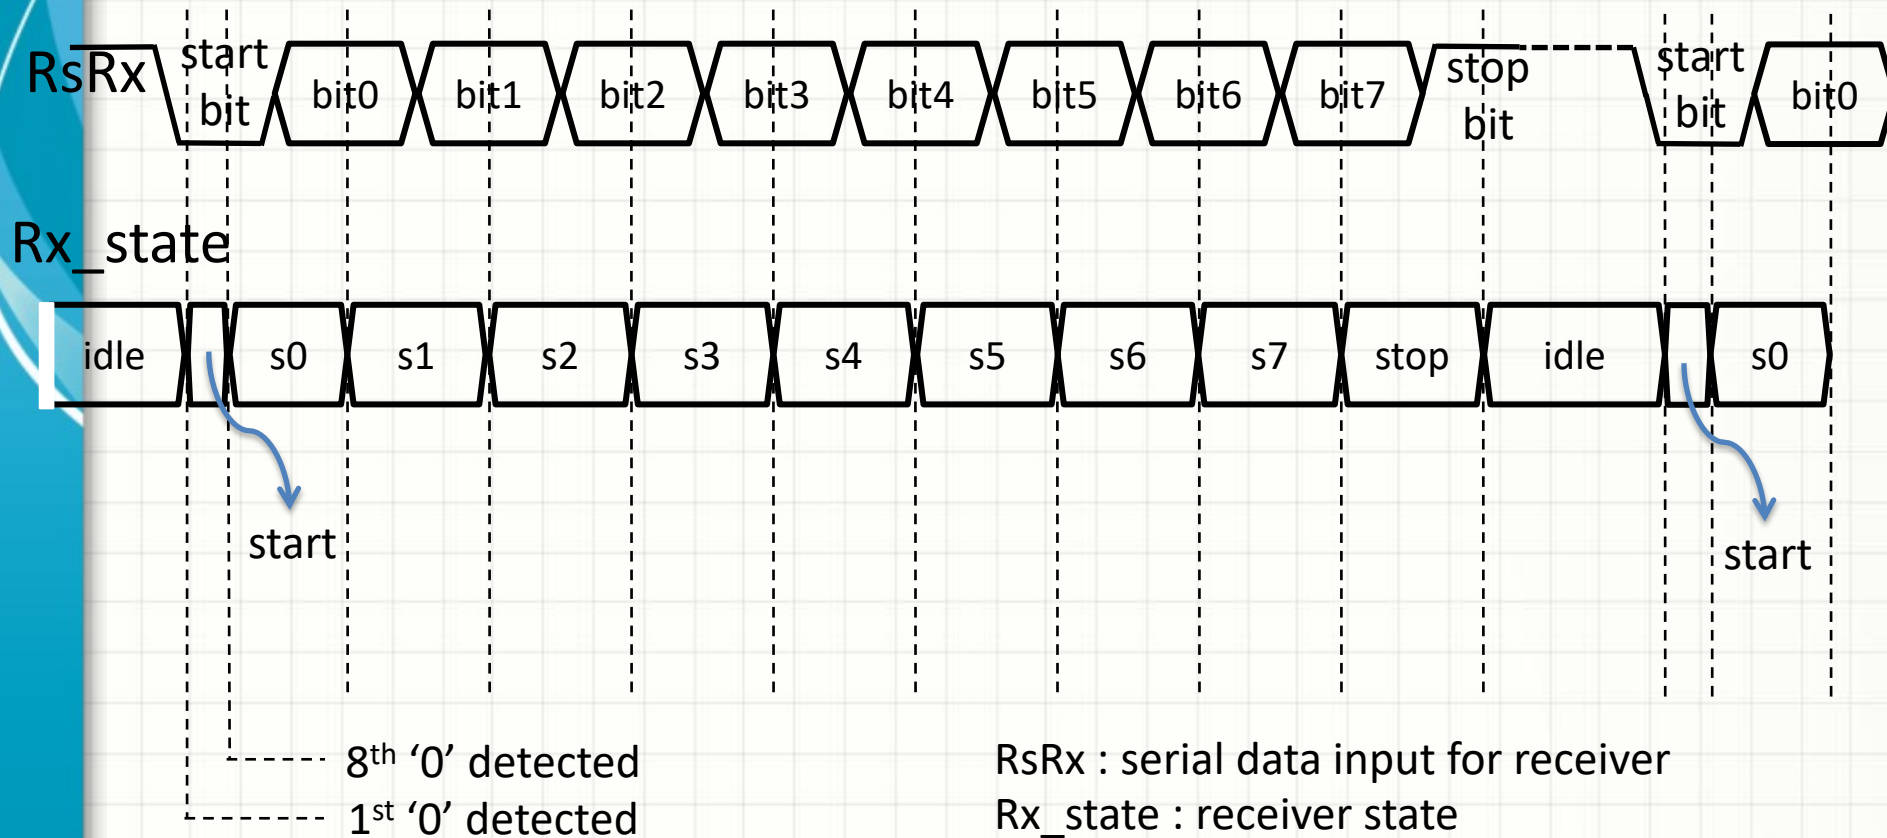 RsRx
start bit
bit0
bit1
bit2
bit3
bit4
bit5
bit6
bit7
stop bit
start bit
bit0
Rx_state
idle
s0
s1
s2
s3
s4
s5
s6
s7
stop
idle
s0
start
start
8th ‘0’ detected
1st ‘0’ detected
RsRx : serial data input for receiver
Rx_state : receiver state